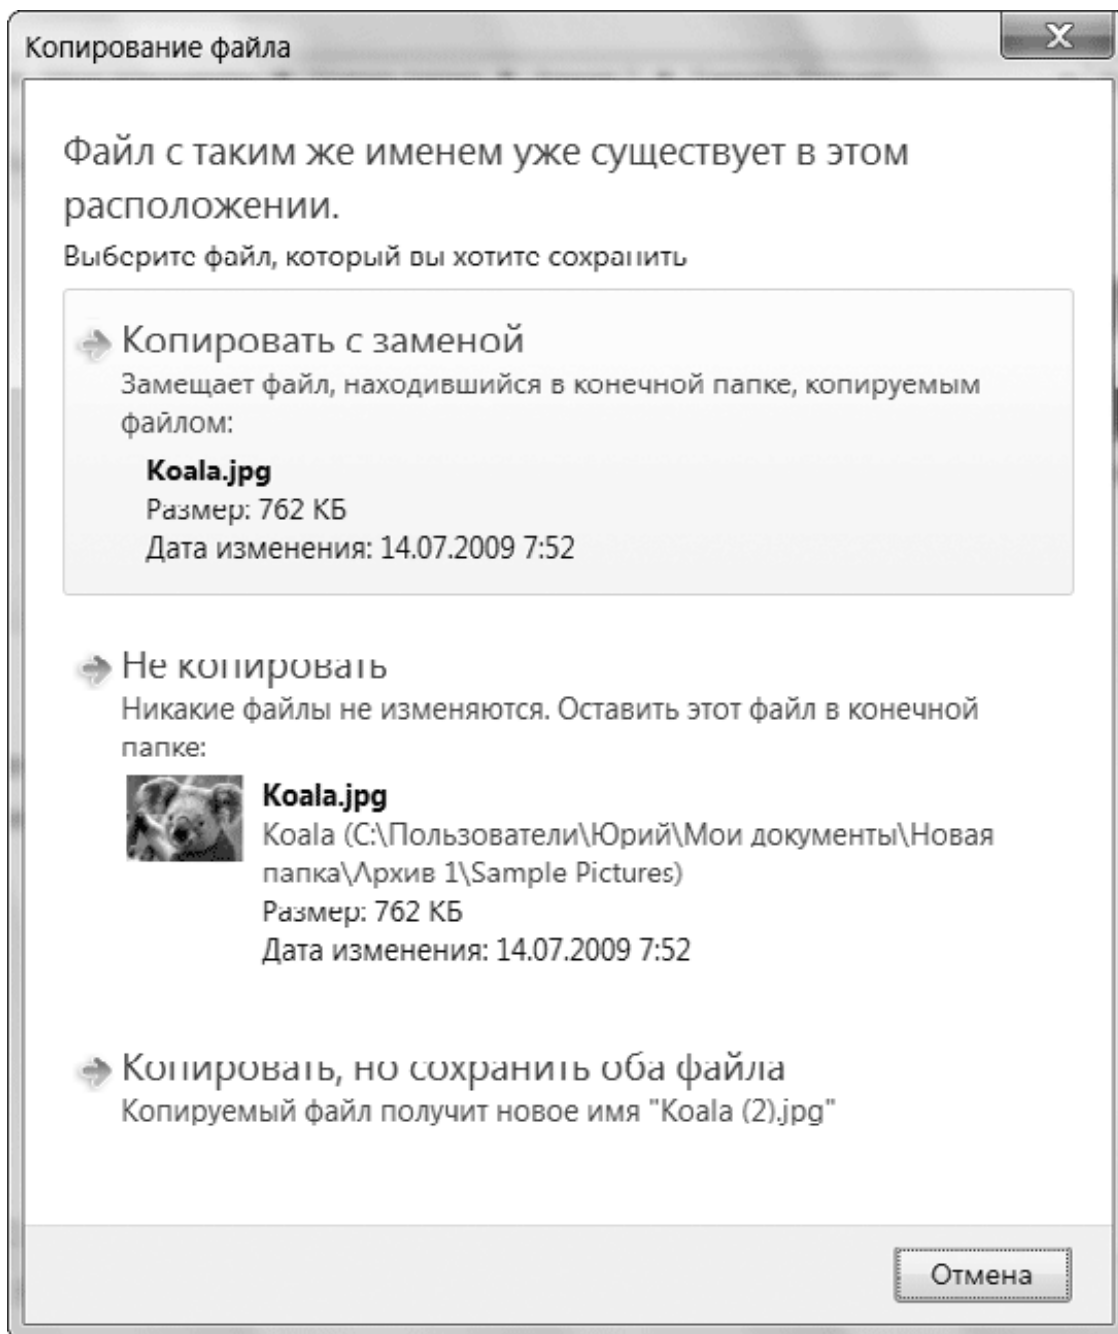 Копирование файла
Файл с таким же именем уже существует в этом
расположении.
Выберите файл, который вы хотите сохранить
Копировать с заменой
Замещает файл, находившийся в конечной папке, копируемым
файлом:
Koala.jpg
Размер: 762 КБ
Дата изменения: 14.07.2009 7:52
Не копировать
Никакие файлы не изменяются. Оставить этот файл в конечной
папке:
Koala.jpg
Koala (C:\Пользователи\Юрий\Мои документы\Новая
папка\Архив 1\Sample Pictures)
Размер: 762 КБ
Дата изменения: 14.07.2009 7:52
Копировать, но сохранить оба файла
Копируемый файл получит новое имя "Koala (2).jpg"
Отмена